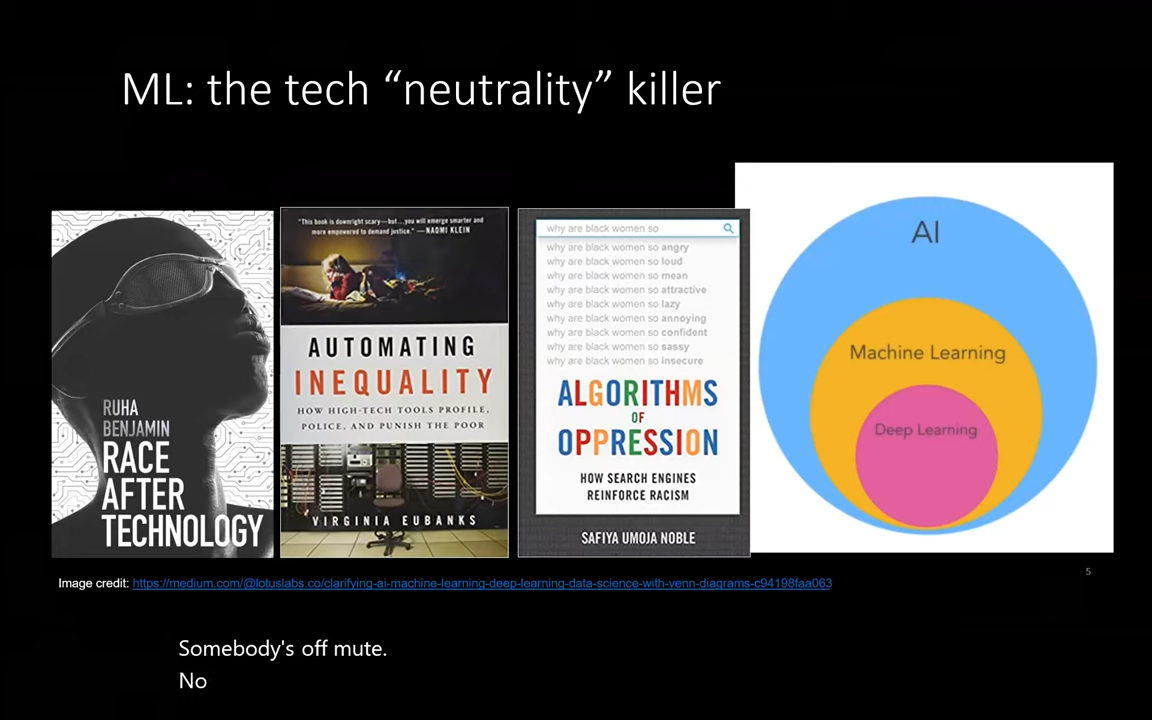 ML: the tech “neutrality” killer
RUHA
BENJAMIN
RACE
AFTER
TECHNOLOGY
"This book is downright scary—but...you will emerge smarter and
more empowered to demand justice." —NAOMI KLEIN
AUTOMATING
INEQUALITY
HOW HIGH-TECH TOOLS PROFILE,
POLICE, AND PUNISH THE POOR
VIRGINIA EUBANKS
why are black women so
why are black women so angry
why are black women so loud
why are black women so mean
why are black women so attractive
why are black women so lazy
why are black women so annoying
why are black women so confident
why are black women so sassy
why are black women so insecure
ALGORITHMS
OF
OPPRESSION
HOW SEARCH ENGINES
REINFORCE RACISM
SAFIYA UMOJA NOBLE
AI
Machine Learning
Deep Learning
Image credit: https://medium.com/@lotuslabs.co/clarifying-ai-machine-learning-deep-learning-data-science-with-venn-diagrams-c94198faa063
5
Somebody's off mute.
No